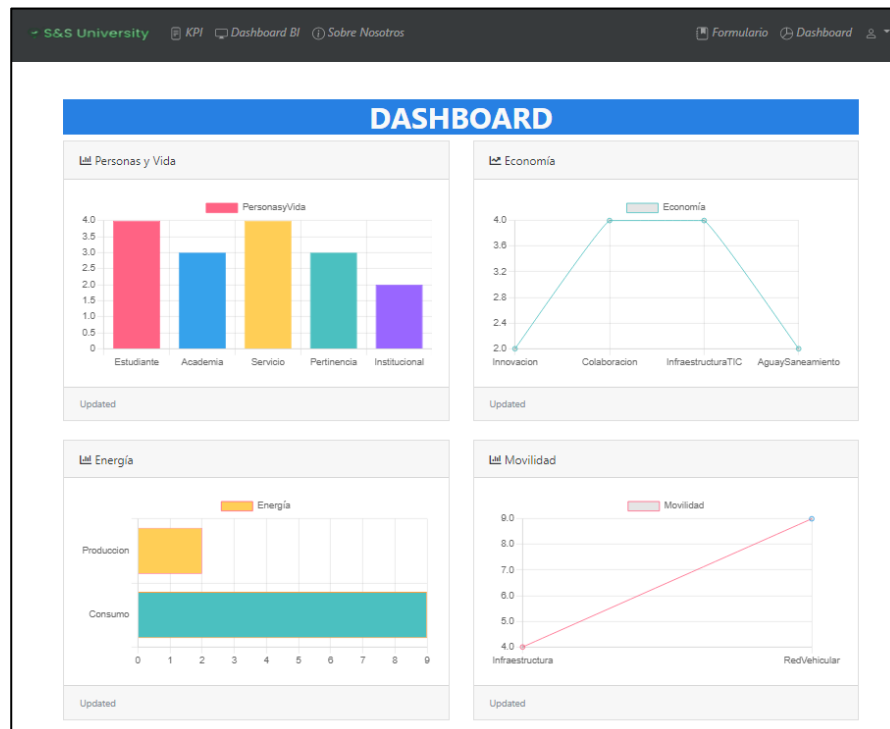 S&S University KPI Dashboard BI Sobre Nosotros Formulario Dashboard
DASHBOARD
Personas y Vida
PersonasyVida
4.0
3.5
3.0
2.5
2.0
1.5
1.0
0.5
0
Estudiante Academia Servicio Pertinencia Institucional
Updated
Economía
Economía
4.0
3.6
3.2
2.8
2.4
2.0
Innovacion Colaboracion InfraestructuraTIC AguaySaneamiento
Updated
Energía
Energía
Produccion
Consumo
0 1 2 3 4 5 6 7 8 9
Updated
Movilidad
Movilidad
9.0
8.0
7.0
6.0
5.0
4.0
Infraestructura RedVehicular
Updated